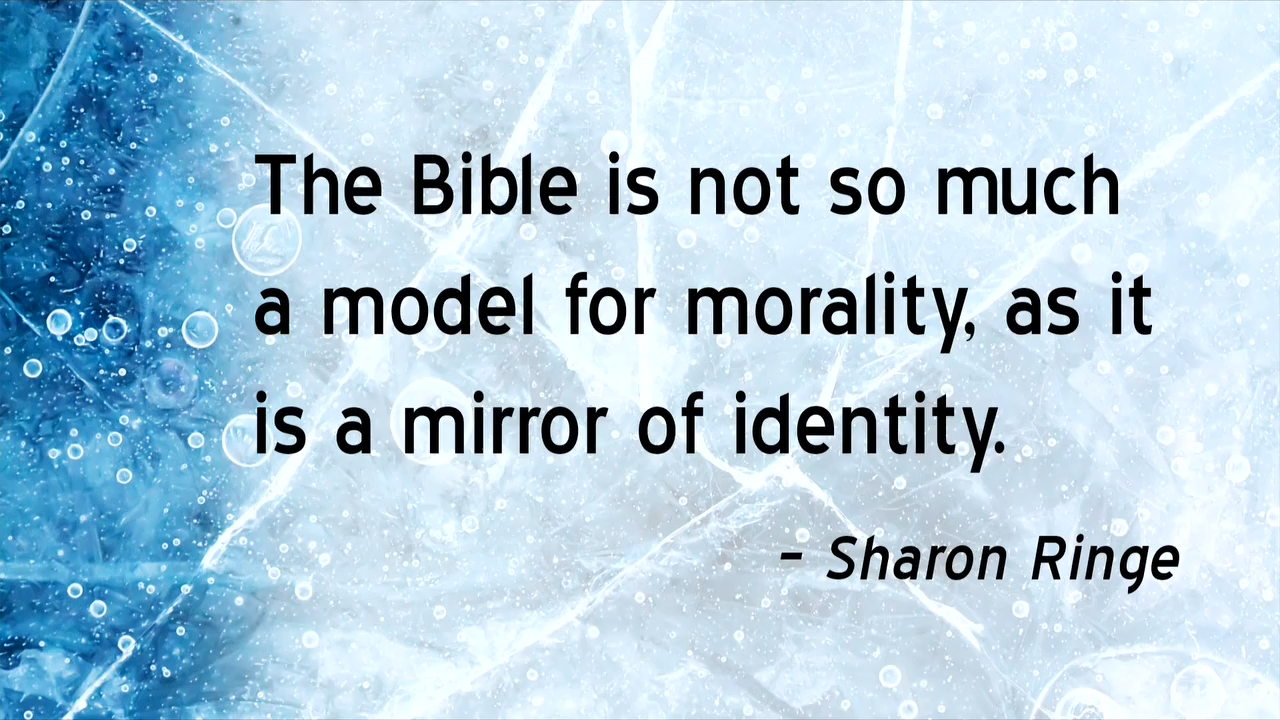 The Bible is not so much
a model for morality, as it
is a mirror of identity.
- Sharon Ringe